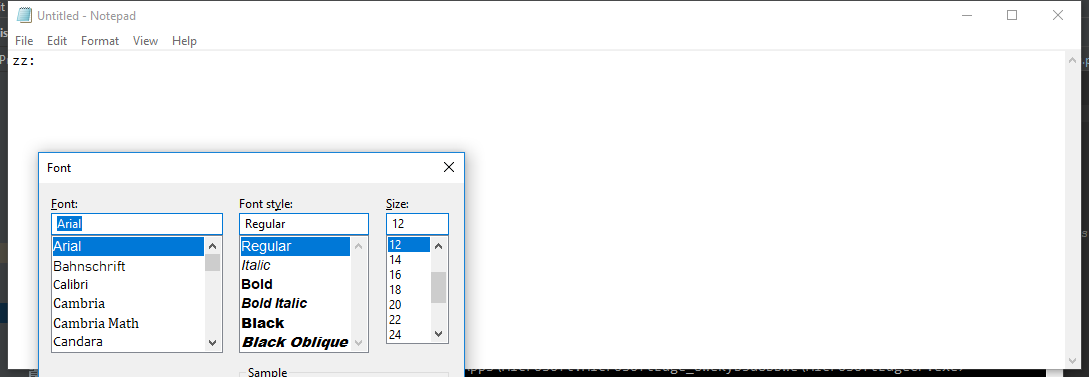 Untitled - Notepad
File Edit Format View Help
zz:
Font
Font:
Arial
Arial
Bahnschrift
Calibri
Cambria
Cambria Math
Candara
Font style:
Regular
Regular
Italic
Bold
Bold Italic
Black
Black Oblique
Size:
12
12
14
16
18
20
22
24
Sample